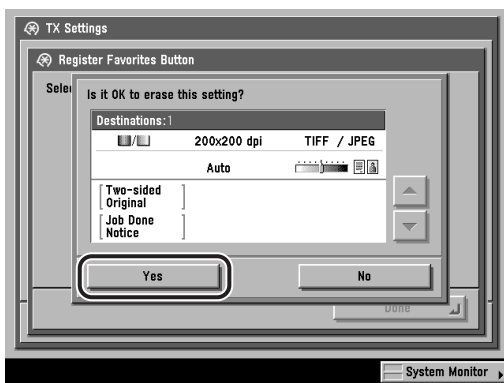 TX Settings
Register Favorites Button
Selec
Is it OK to erase this setting?
Destinations:1
200x200 dpi TIFF / JPEG
Auto
[Two-sided Original]
[Job Done Notice]
Yes No
Done
System Monitor